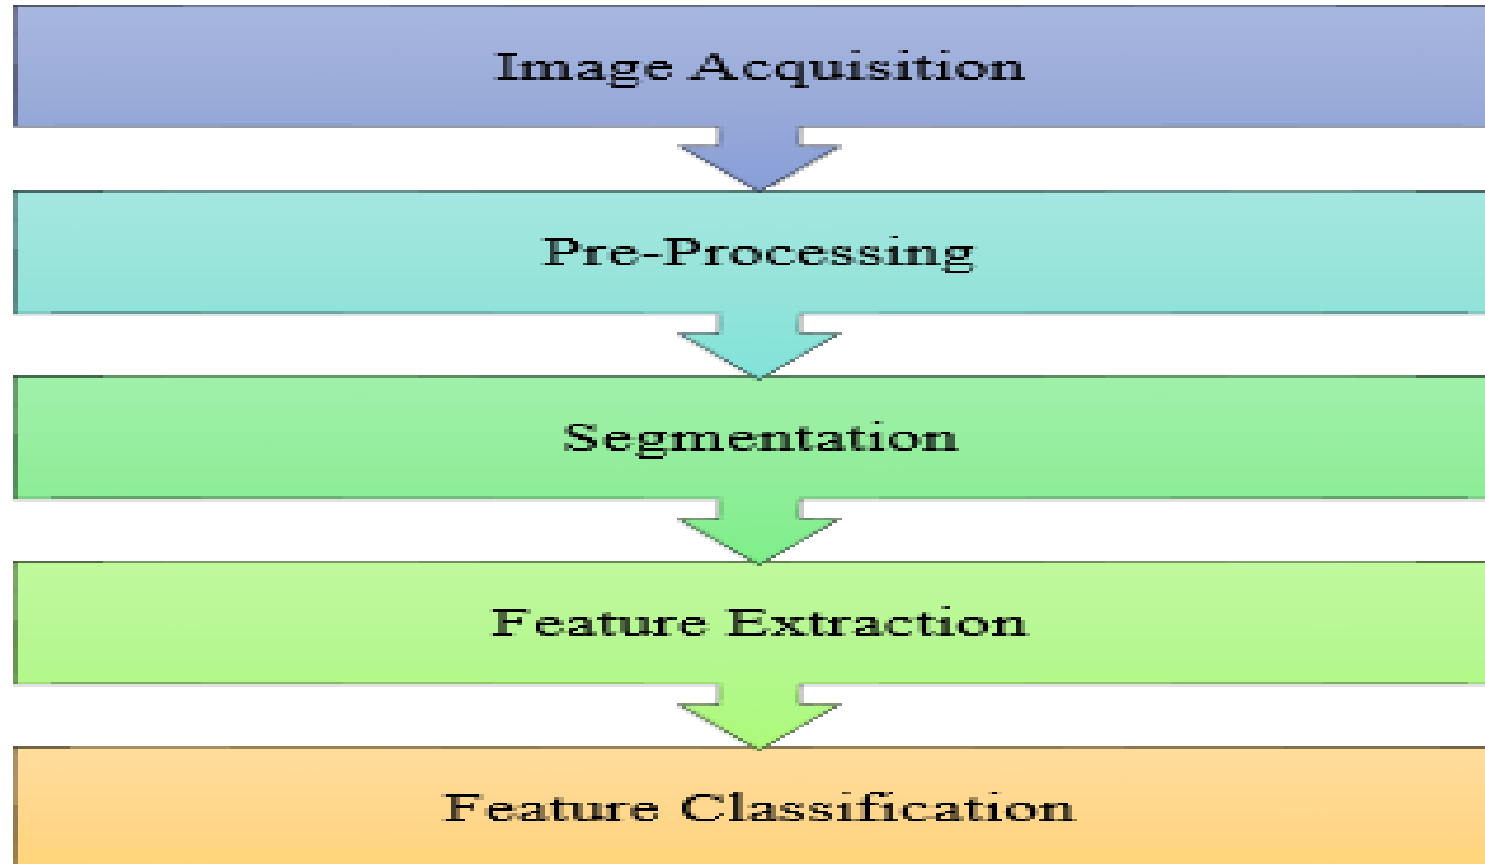 Image Acquisition
Pre-Processing
Segmentation
Feature Extraction
Feature Classification